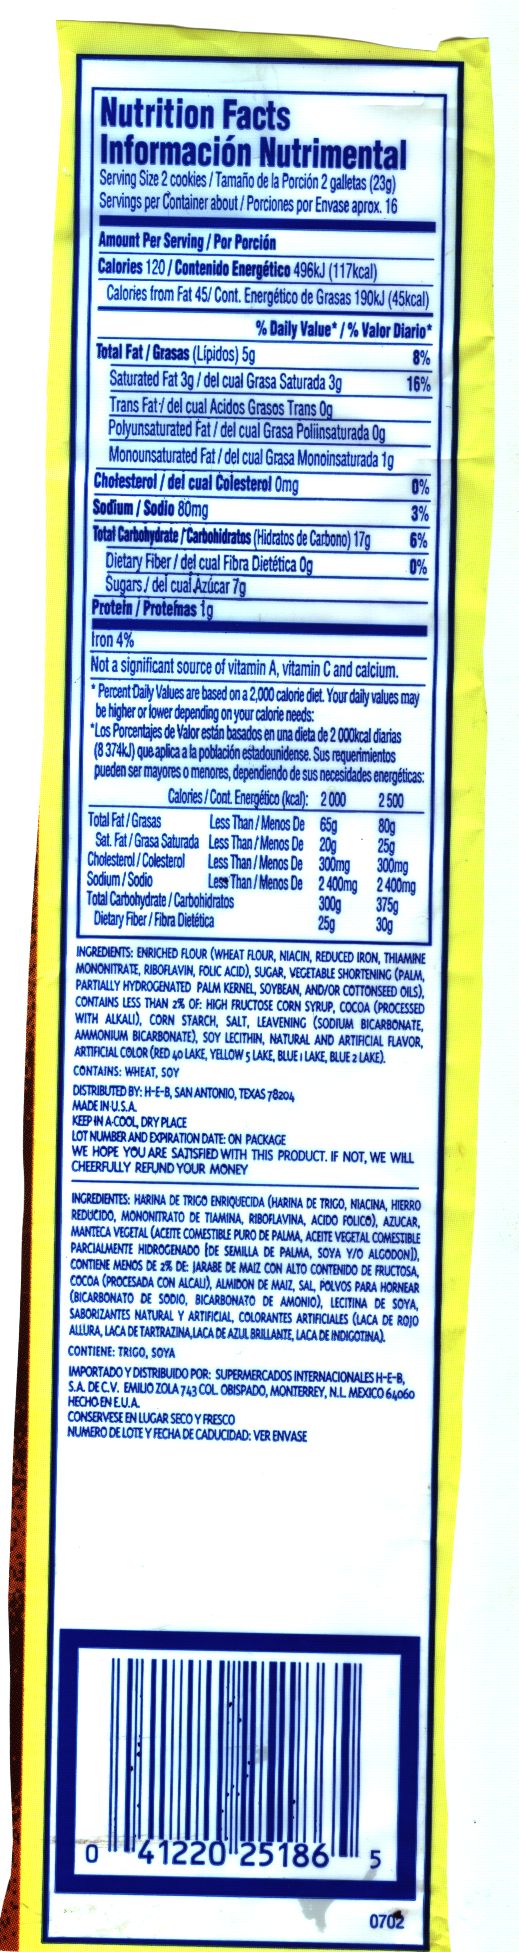 Nutrition Facts
Información Nutrimental
Serving Size 2 cookies / Tamaño de la Porción 2 galletas (23g)
Servings per Container about / Porciones por Envase aprox. 16
Amount Per Serving / Por Porción
Calories 120 / Contenido Energético 496kJ (117kcal)
Calories from Fat 45/ Cont. Energético de Grasas 190kJ (45kcal)
% Daily Value* / % Valor Diario*
Total Fat / Grasas (Lípidos) 5g 8%
Saturated Fat 3g / del cual Grasa Saturada 3g 16%
Trans Fat / del cual Acidos Grasos Trans 0g
Polyunsaturated Fat / del cual Grasa Poliinsaturada 0g
Monounsaturated Fat / del cual Grasa Monoinsaturada 1g
Cholesterol / del cual Colesterol 0mg 0%
Sodium / Sodio 80mg 3%
Total Carbohydrate / Carbohidratos (Hidratos de Carbono) 17g 6%
Dietary Fiber / del cual Fibra Dietética 0g 0%
Sugars / del cual Azúcar 7g
Protein / Proteínas 1g
Iron 4%
Not a significant source of vitamin A, vitamin C and calcium.
* Percent Daily Values are based on a 2,000 calorie diet. Your daily values may
be higher or lower depending on your calorie needs:
*Los Porcentajes de Valor están basados en una dieta de 2 000kcal diarias
(8 374kJ) que aplica a la población estadounidense. Sus requerimientos
pueden ser mayores o menores, dependiendo de sus necesidades energéticas:
Calories / Cont. Energético (kcal): 2 000 2 500
Total Fat / Grasas Less Than / Menos De 65g 80g
Sat. Fat / Grasa Saturada Less Than / Menos De 20g 25g
Cholesterol / Colesterol Less Than / Menos De 300mg 300mg
Sodium / Sodio Less Than / Menos De 2 400mg 2 400mg
Total Carbohydrate / Carbohidratos 300g 375g
Dietary Fiber / Fibra Dietética 25g 30g
INGREDIENTS: ENRICHED FLOUR (WHEAT FLOUR, NIACIN, REDUCED IRON, THIAMINE
MONONITRATE, RIBOFLAVIN, FOLIC ACID), SUGAR, VEGETABLE SHORTENING (PALM,
PARTIALLY HYDROGENATED PALM KERNEL, SOYBEAN, AND/OR COTTONSEED OILS),
CONTAINS LESS THAN 2% OF: HIGH FRUCTOSE CORN SYRUP, COCOA (PROCESSED
WITH ALKALI), CORN STARCH, SALT, LEAVENING (SODIUM BICARBONATE,
AMMONIUM BICARBONATE), SOY LECITHIN, NATURAL AND ARTIFICIAL FLAVOR,
ARTIFICIAL COLOR (RED 40 LAKE, YELLOW 5 LAKE, BLUE 1 LAKE, BLUE 2 LAKE).
CONTAINS: WHEAT, SOY
DISTRIBUTED BY: H-E-B, SAN ANTONIO, TEXAS 78204
MADE IN U.S.A.
KEEP IN A COOL, DRY PLACE
LOT NUMBER AND EXPIRATION DATE: ON PACKAGE
WE HOPE YOU ARE SATISFIED WITH THIS PRODUCT. IF NOT, WE WILL
CHEERFULLY REFUND YOUR MONEY
INGREDIENTES: HARINA DE TRIGO ENRIQUECIDA (HARINA DE TRIGO, NIACINA, HIERRO
REDUCIDO, MONONITRATO DE TIAMINA, RIBOFLAVINA, ACIDO FOLICO), AZUCAR,
MANTECA VEGETAL (ACEITE COMESTIBLE PURO DE PALMA, ACEITE VEGETAL COMESTIBLE
PARCIALMENTE HIDROGENADO [DE SEMILLA DE PALMA, SOYA Y/O ALGODON]),
CONTIENE MENOS DE 2% DE: JARABE DE MAIZ CON ALTO CONTENIDO DE FRUCTOSA,
COCOA (PROCESADA CON ALCALI), ALMIDON DE MAIZ, SAL, POLVOS PARA HORNEAR
(BICARBONATO DE SODIO, BICARBONATO DE AMONIO), LECITINA DE SOYA,
SABORIZANTES NATURAL Y ARTIFICIAL, COLORANTES ARTIFICIALES (LACA DE ROJO
ALLURA, LACA DE TARTRAZINA,LACA DE AZUL BRILLANTE, LACA DE INDIGOTINA).
CONTIENE: TRIGO, SOYA
IMPORTADO Y DISTRIBUIDO POR: SUPERMERCADOS INTERNACIONALES H-E-B,
S.A. DE C.V. EMILIO ZOLA 743 COL. OBISPADO, MONTERREY, N.L. MEXICO 64060
HECHO EN E.U.A.
CONSERVESE EN LUGAR SECO Y FRESCO
NUMERO DE LOTE Y FECHA DE CADUCIDAD: VER ENVASE
0 41220 25186 5
0702